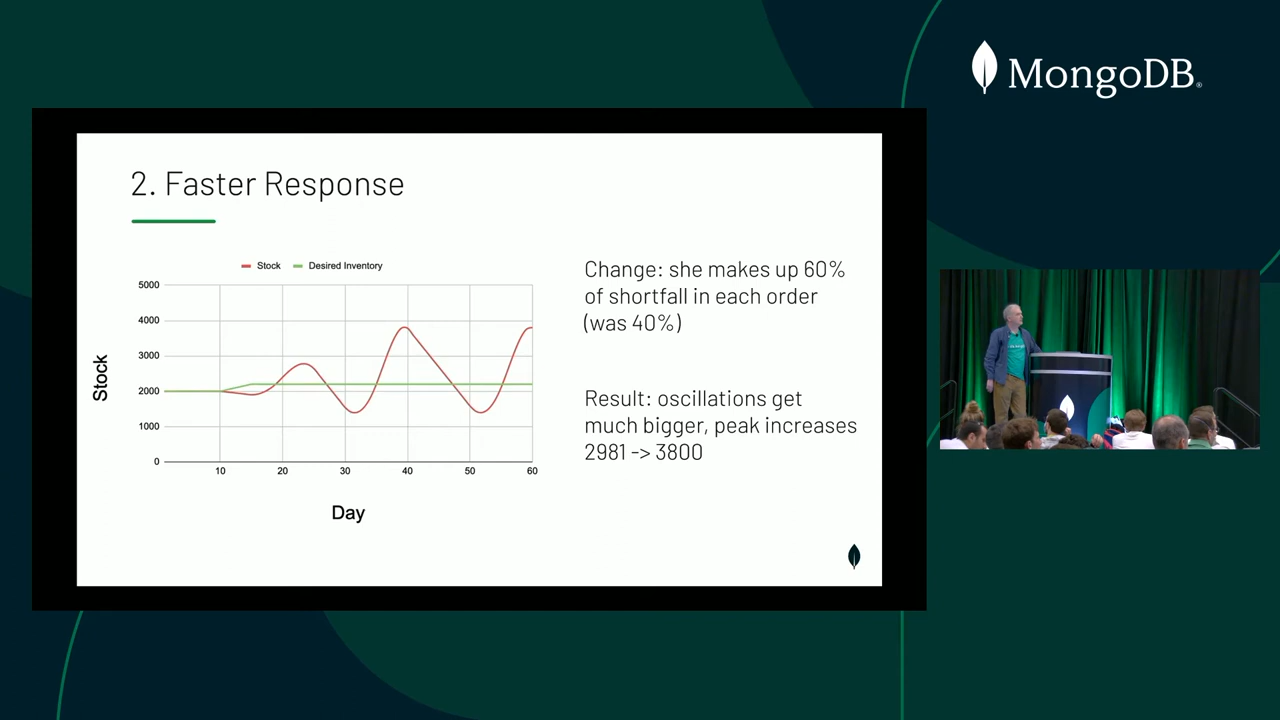 MongoDB®
2. Faster Response
Stock
Desired Inventory
5000
4000
3000
2000
1000
0
10
20
30
40
50
60
Stock
Day
Change: she makes up 60%
of shortfall in each order
(was 40%)
Result: oscillations get
much bigger, peak increases
2981 -> 3800